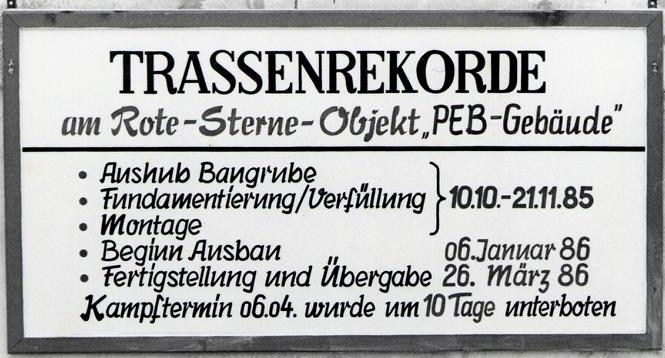 TRASSENREKORDE
am Rote-Sterne-Objekt „PEB-Gebäude"
• Aushub Baugrube
• Fundamentierung/Verfüllung } 10.10.-21.11.85
• Montage
• Beginn Ausbau 06.Januar 86
• Fertigstellung und Übergabe 26. März 86
Kampftermin 06.04. wurde um 10 Tage unterboten